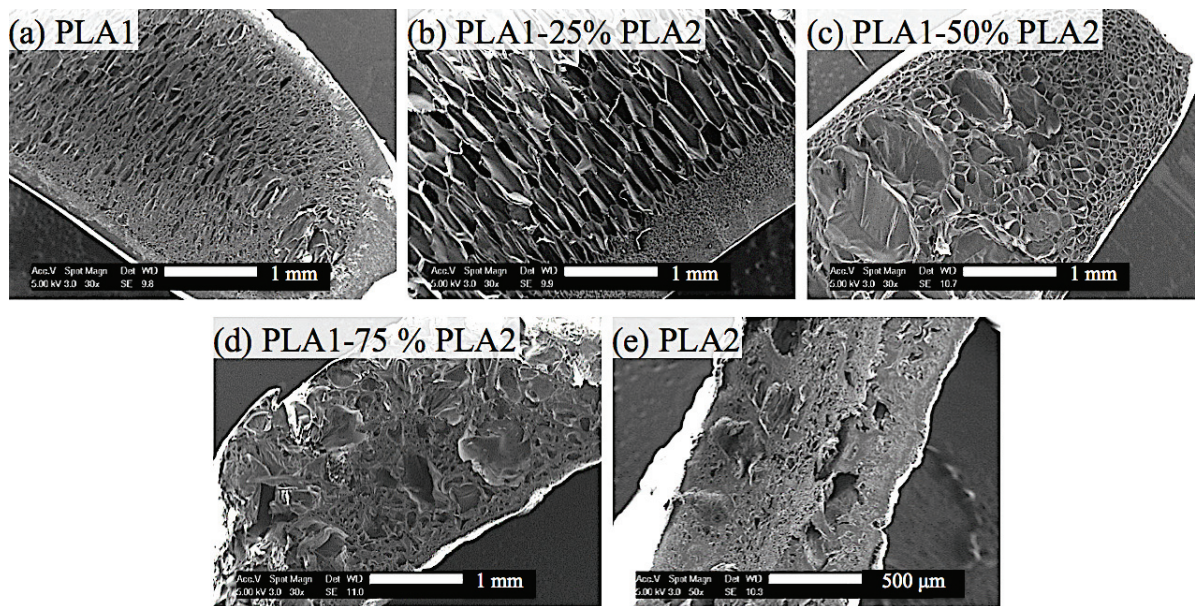 (a) PLA1
Acc.V Spot Magn Det WD
5.00 kV 3.0 30x SE 9.8
1 mm
(b) PLA1-25% PLA2
Acc.V Spot Magn Det WD
5.00 kV 3.0 30x SE 9.9
1 mm
(c) PLA1-50% PLA2
Acc.V Spot Magn Det WD
5.00 kV 3.0 30x SE 10.7
1 mm
(d) PLA1-75 % PLA2
Acc.V Spot Magn Det WD
5.00 kV 3.0 30x SE 11.0
1 mm
(e) PLA2
Acc.V Spot Magn Det WD
5.00 kV 3.0 50x SE 10.3
500 µm